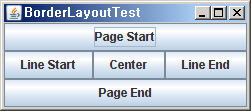 BorderLayoutTest
Page Start
Line Start Center Line End
Page End